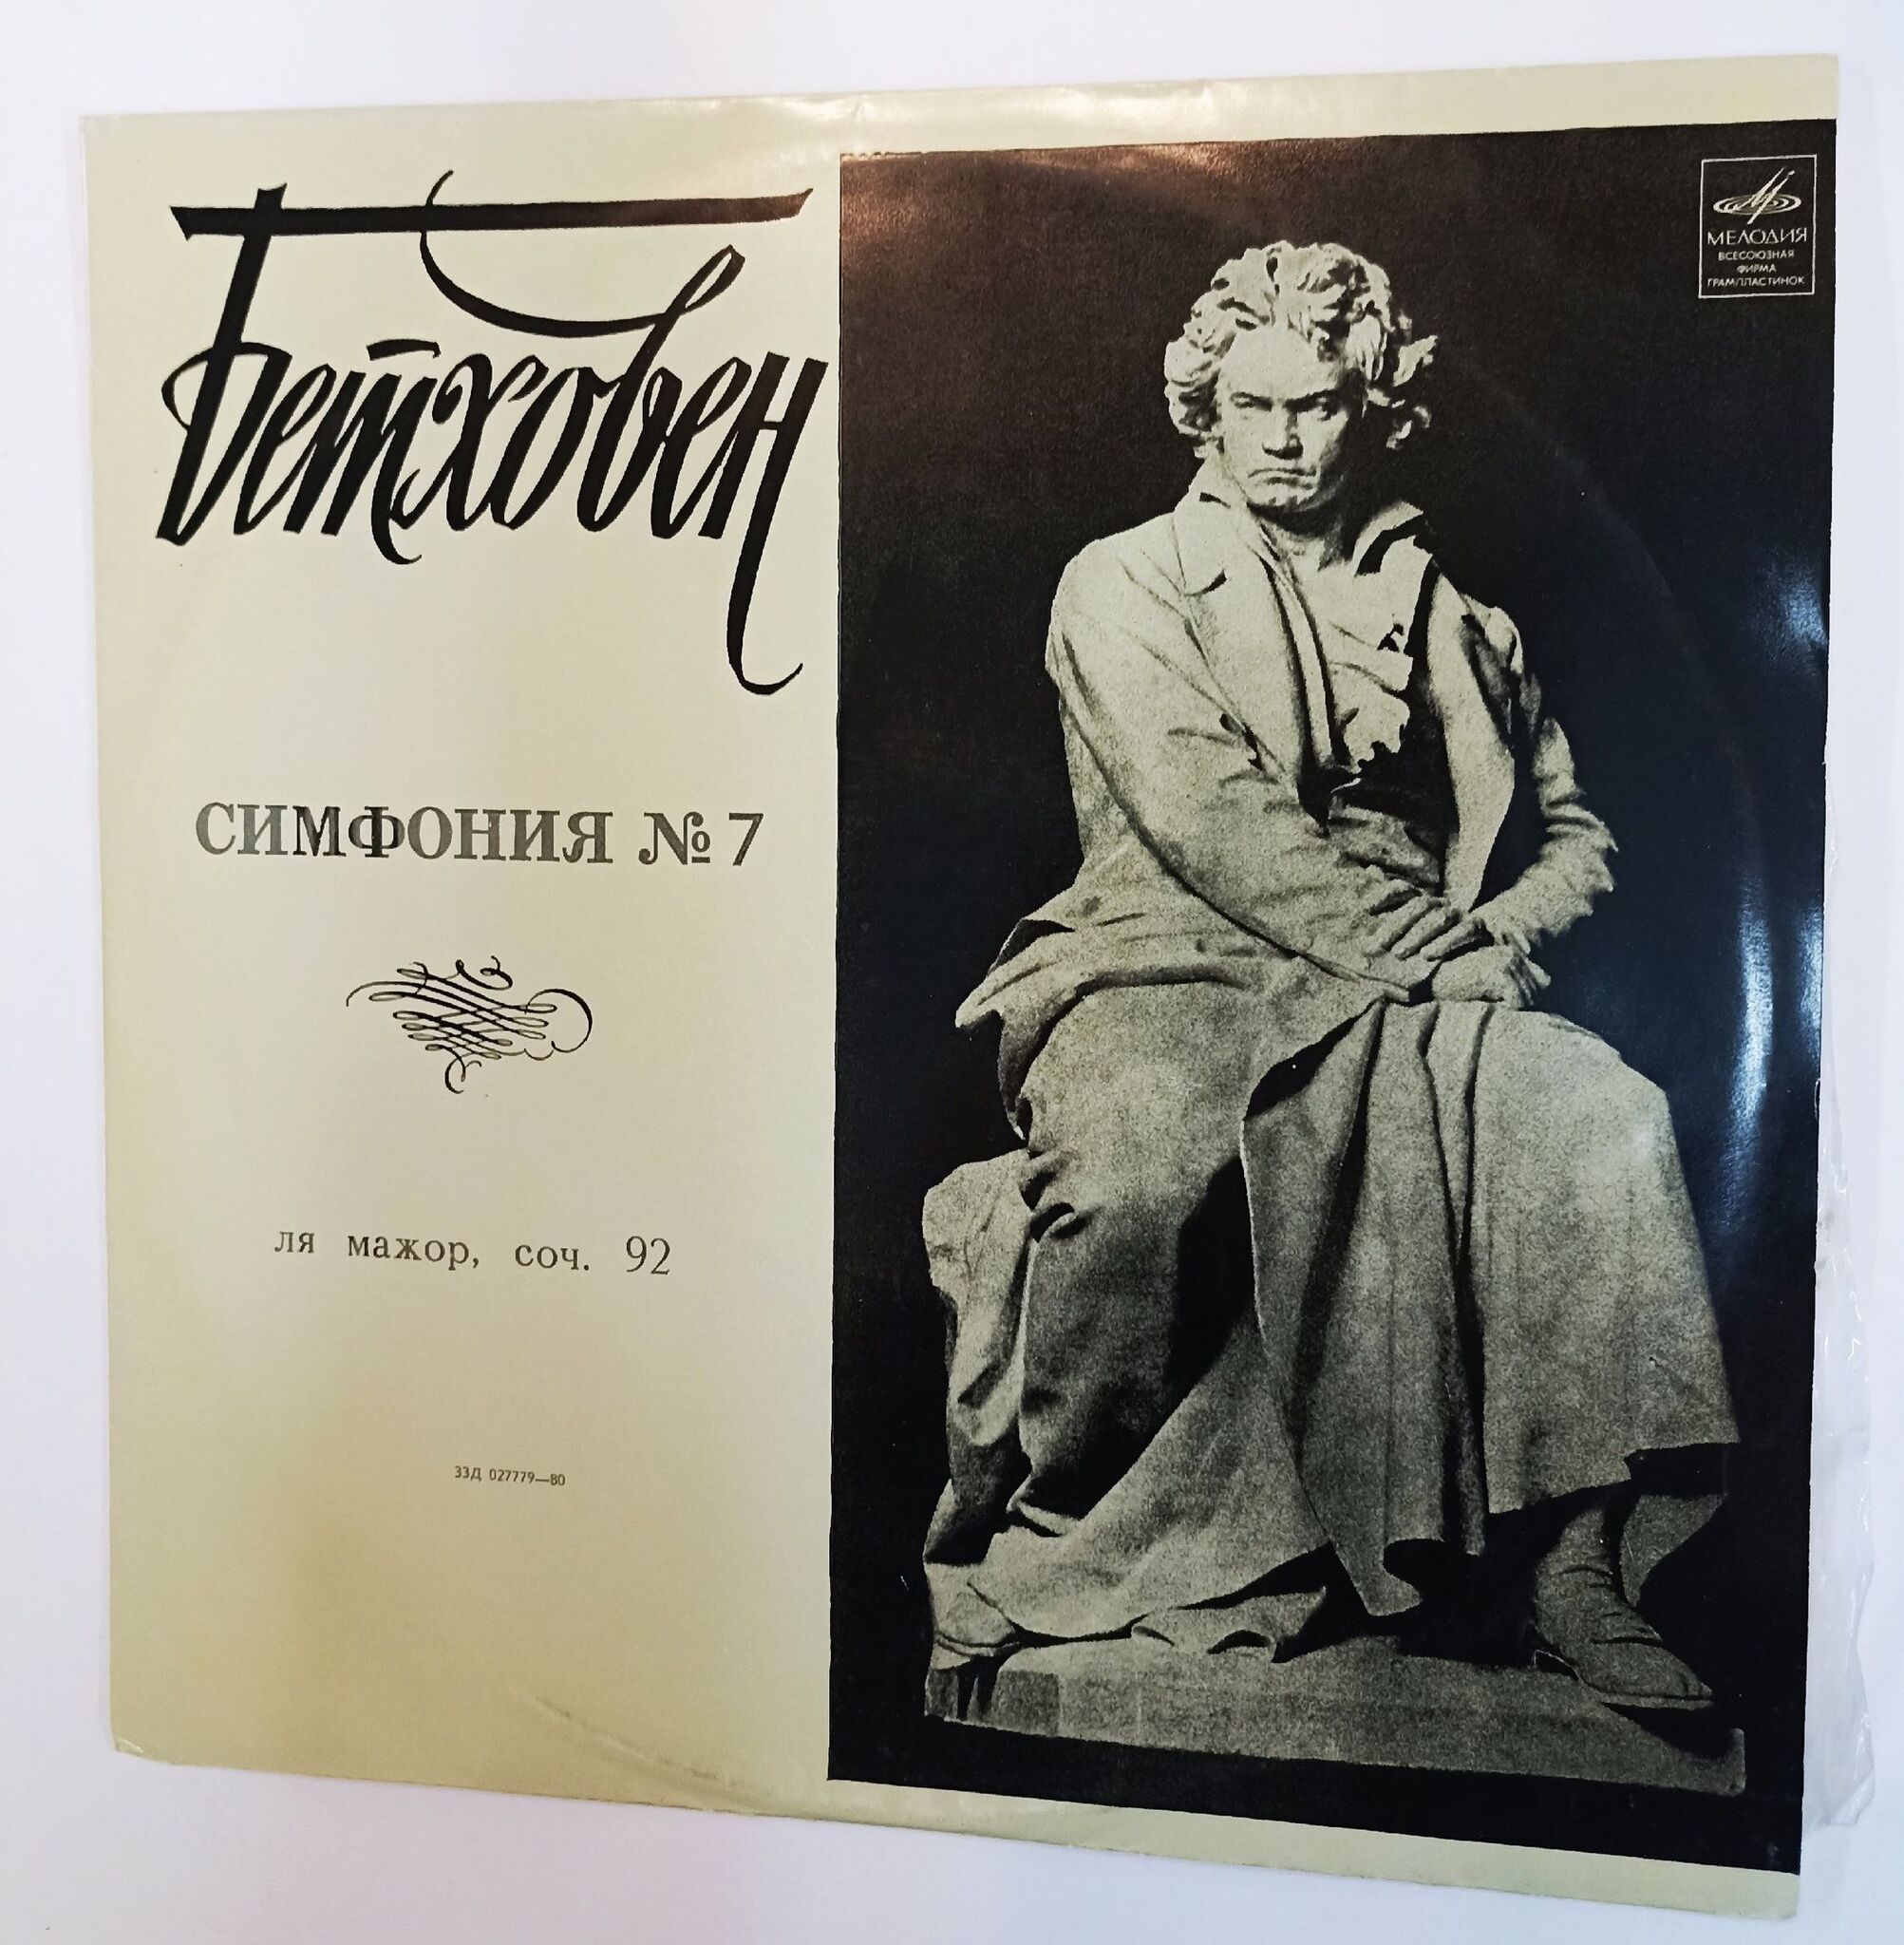 Бетховен
СИМФОНИЯ № 7
ля мажор, соч. 92
33Д 027779—80
МЕЛОДИЯ
ВСЕСОЮЗНАЯ
ФИРМА
ГРАМПЛАСТИНОК